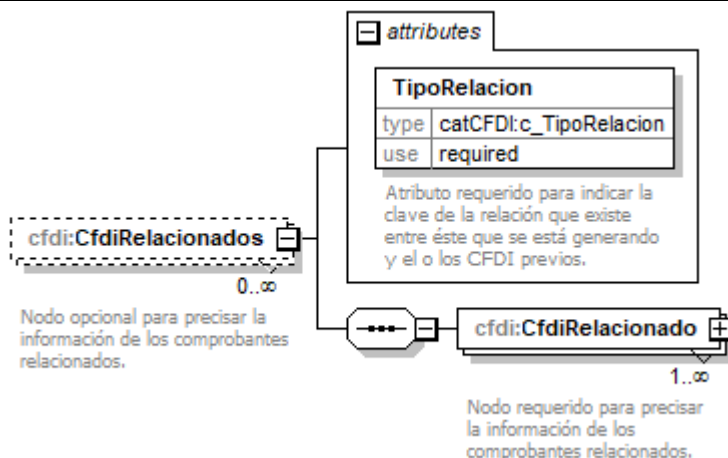 attributes
TipoRelacion
type catCFDI:c_TipoRelacion
use required
Atributo requerido para indicar la
clave de la relación que existe
entre éste que se está generando
y el o los CFDI previos.
cfdi:CfdiRelacionados
0..∞
Nodo opcional para precisar la
información de los comprobantes
relacionados.
cfdi:CfdiRelacionado
1..∞
Nodo requerido para precisar
la información de los
comprobantes relacionados.